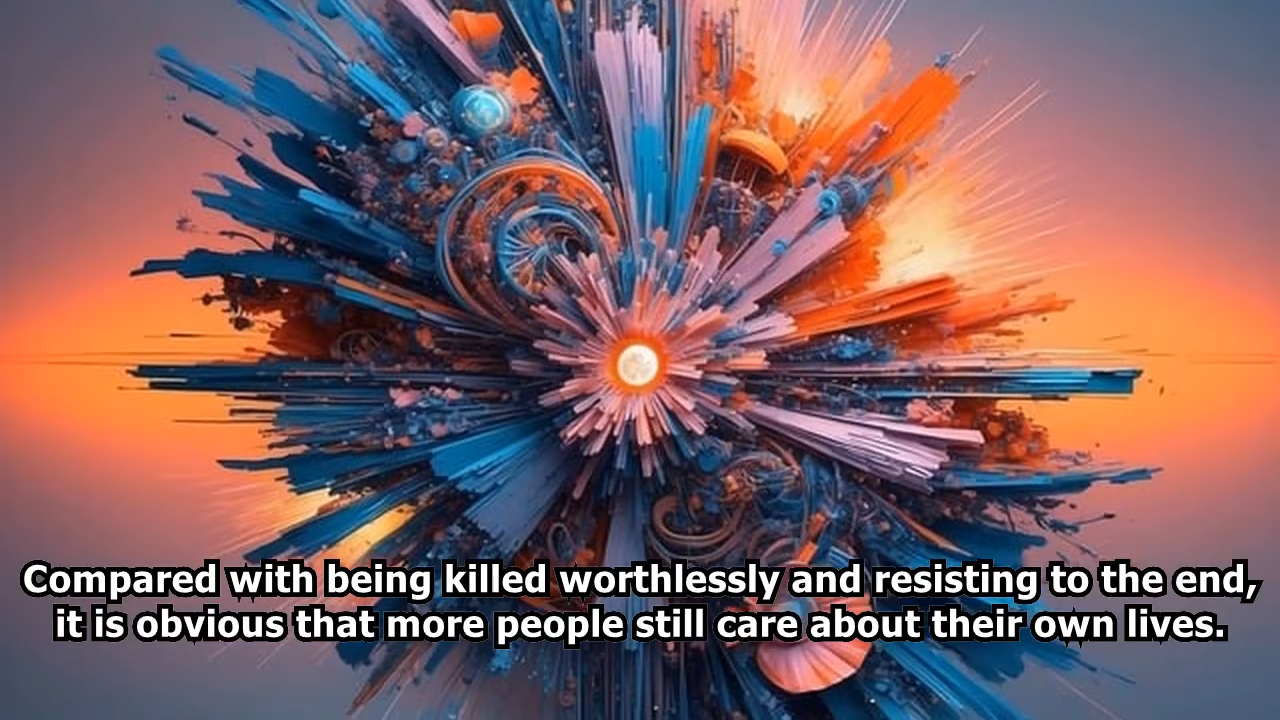 Compared with being killed worthlessly and resisting to the end,
it is obvious that more people still care about their own lives.